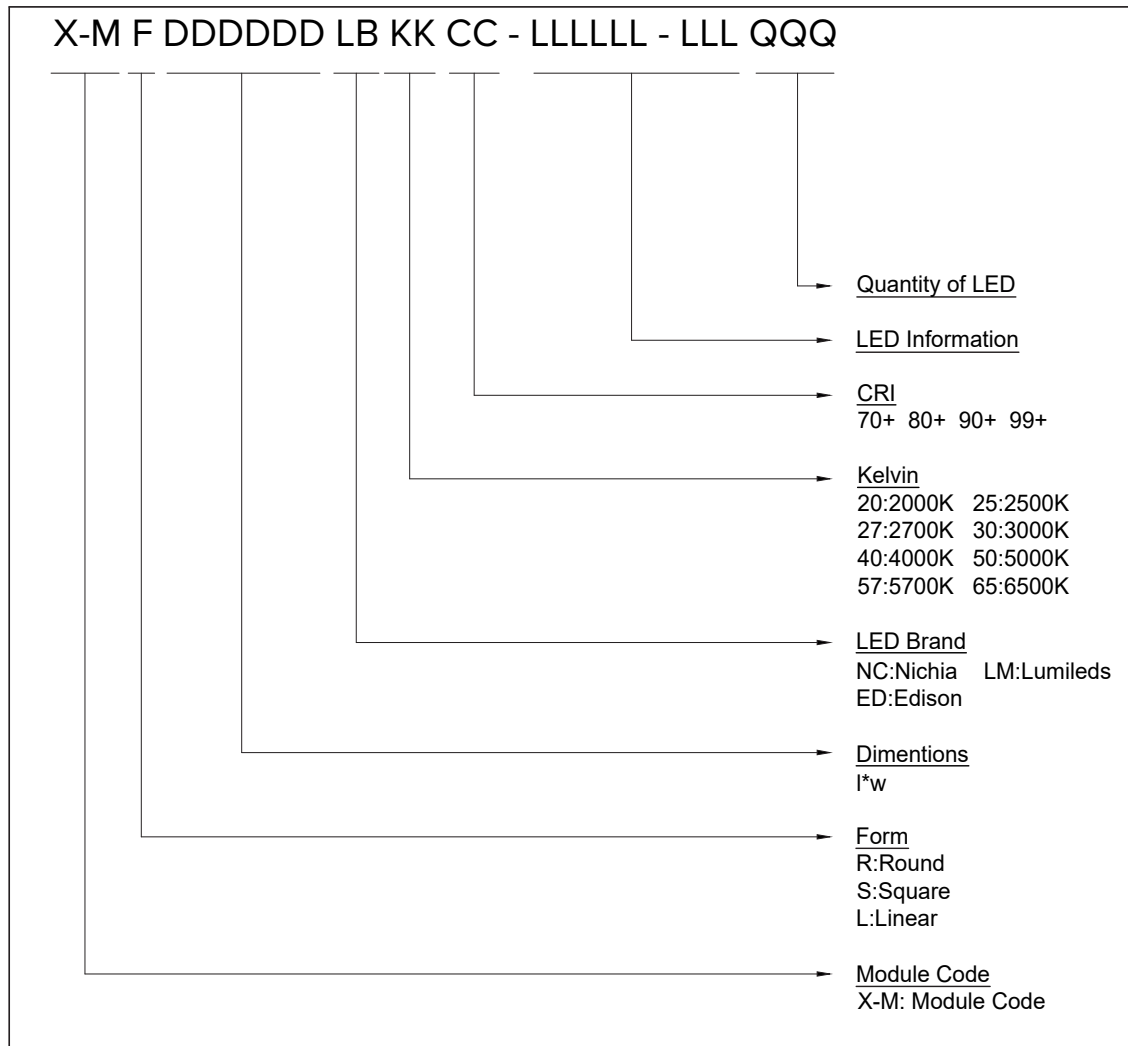 X-M F DDDDDD LB KK CC - LLLLLL - LLL QQQ
Quantity of LED
LED Information
CRI
70+ 80+ 90+ 99+
Kelvin
20:2000K 25:2500K
27:2700K 30:3000K
40:4000K 50:5000K
57:5700K 65:6500K
LED Brand
NC:Nichia LM:Lumileds
ED:Edison
Dimentions
l*w
Form
R:Round
S:Square
L:Linear
Module Code
X-M: Module Code